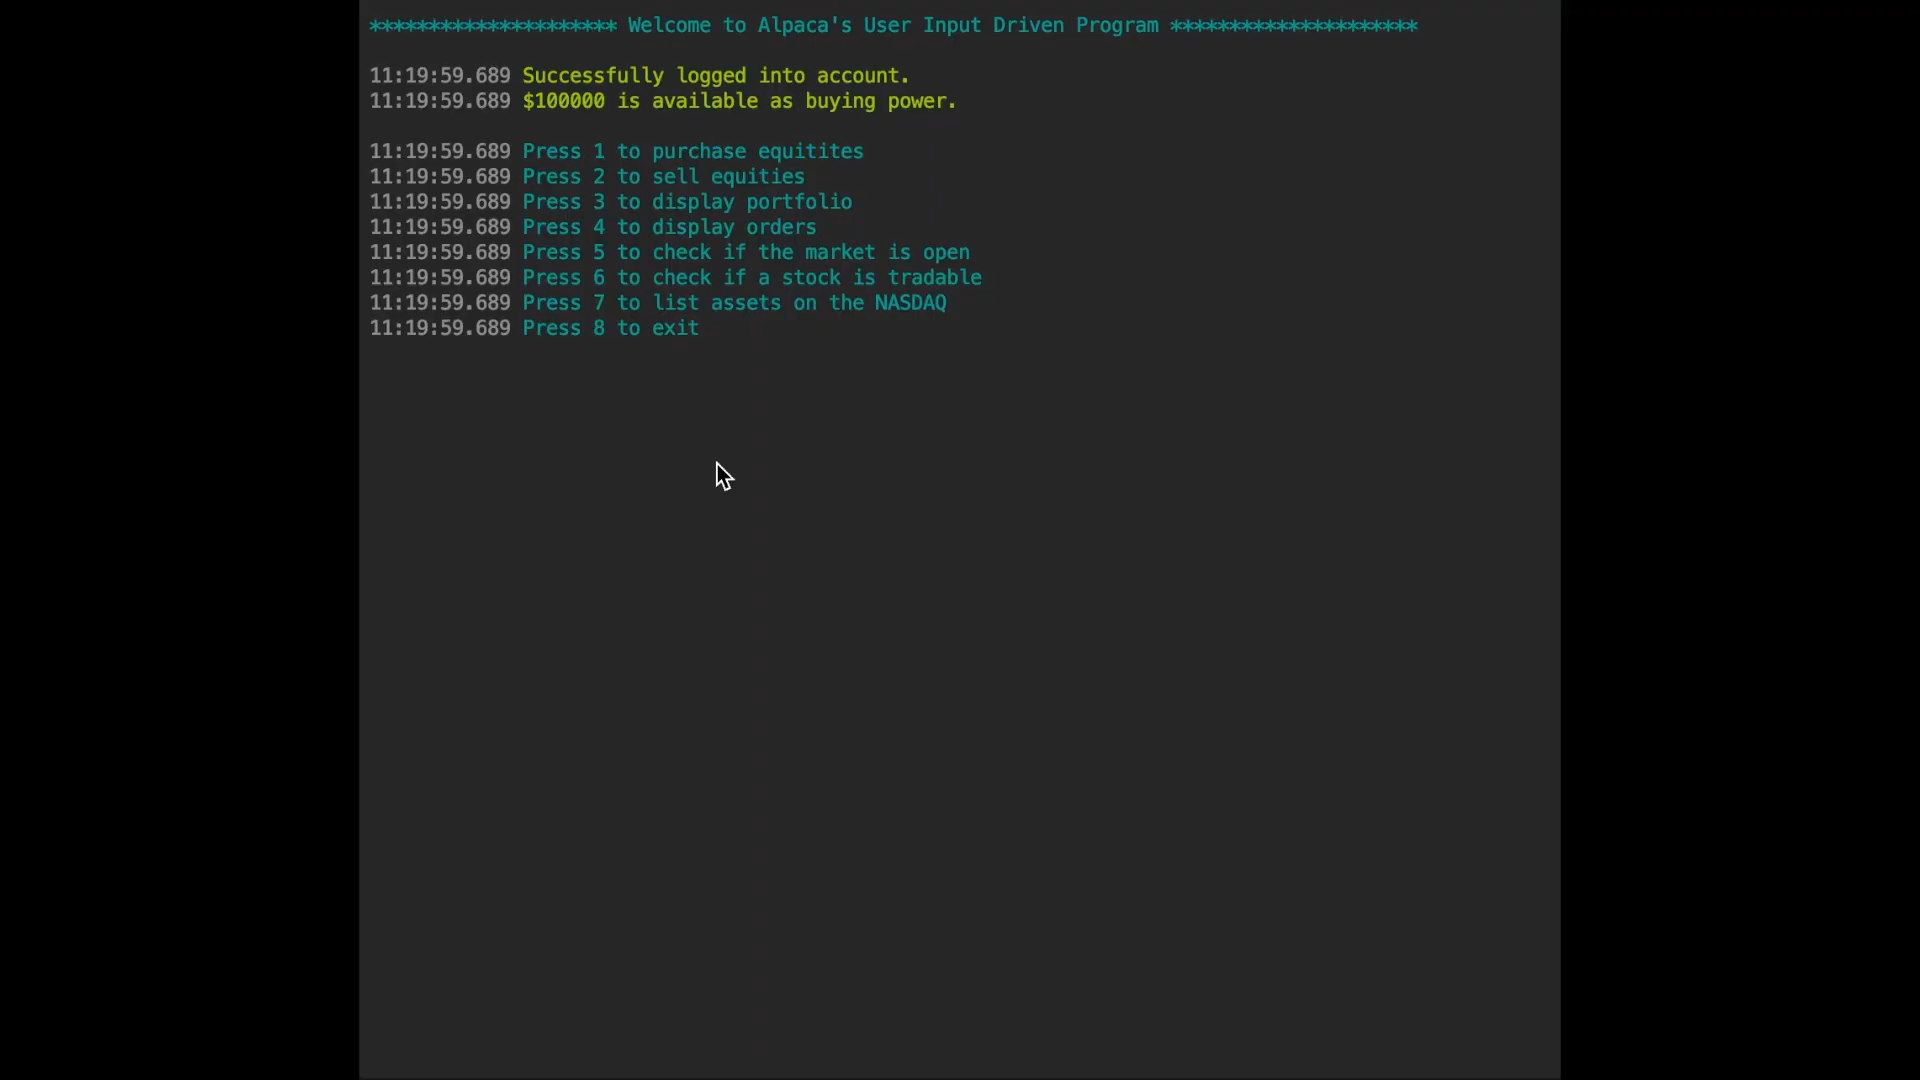 ********************* Welcome to Alpaca's User Input Driven Program *********************
11:19:59.689 Successfully logged into account.
11:19:59.689 $100000 is available as buying power.
11:19:59.689 Press 1 to purchase equitites
11:19:59.689 Press 2 to sell equities
11:19:59.689 Press 3 to display portfolio
11:19:59.689 Press 4 to display orders
11:19:59.689 Press 5 to check if the market is open
11:19:59.689 Press 6 to check if a stock is tradable
11:19:59.689 Press 7 to list assets on the NASDAQ
11:19:59.689 Press 8 to exit